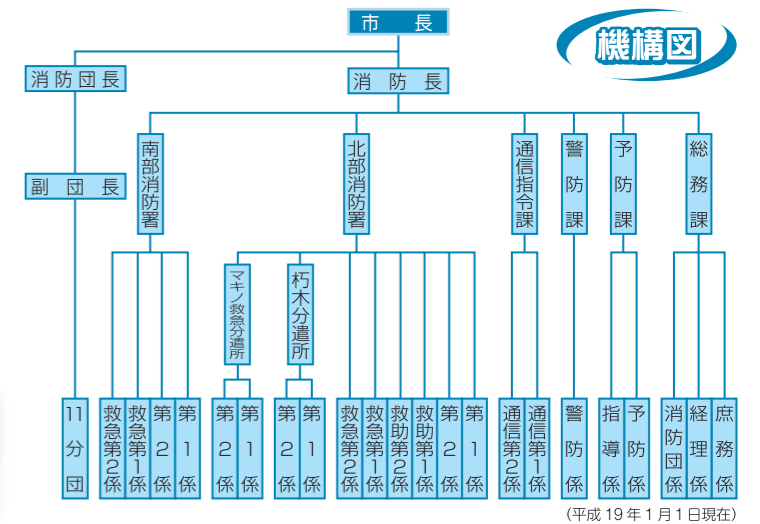 市長
機構図
消防団長
消防長
副団長
南部消防署
北部消防署
通信指令課
警防課
予防課
総務課
マキノ救急分遣所
朽木分遣所
11分団
救急第2係
救急第1係
第2係
第1係
第2係
第1係
第2係
第1係
救急第2係
救急第1係
救助第2係
救助第1係
第2係
第1係
通信第2係
通信第1係
警防係
指導係
予防係
消防団係
経理係
庶務係
(平成19年1月1日現在)